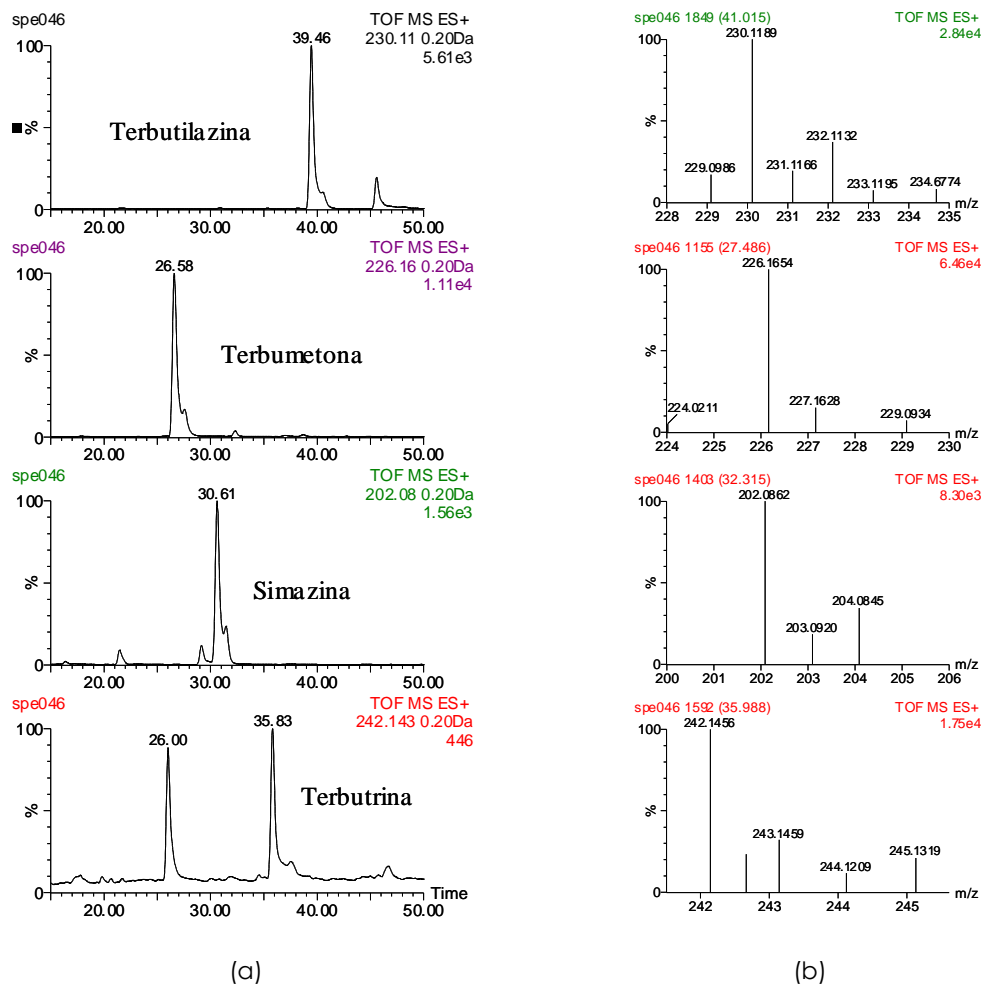 spe046
TOF MS ES+
230.11 0.20Da
5.61e3
39.46
100
%
0
Terbutilazina
20.00 30.00 40.00 50.00
spe046 1849 (41.015)
TOF MS ES+
2.84e4
230.1189
100
%
0
229.0986
231.1166
232.1132
233.1195
234.6774
228 229 230 231 232 233 234 235 m/z
spe046
TOF MS ES+
226.16 0.20Da
1.11e4
26.58
100
%
0
Terbumetona
20.00 30.00 40.00 50.00
spe046 1155 (27.486)
TOF MS ES+
6.46e4
226.1654
100
%
0
224.0211
227.1628
229.0934
224 225 226 227 228 229 230 m/z
spe046
TOF MS ES+
202.08 0.20Da
1.56e3
30.61
100
%
0
Simazina
20.00 30.00 40.00 50.00
spe046 1403 (32.315)
TOF MS ES+
8.30e3
202.0862
100
%
0
203.0920
204.0845
200 201 202 203 204 205 206 m/z
spe046
TOF MS ES+
242.143 0.20Da
446
26.00
35.83
100
%
0
Terbutrina
Time
20.00 30.00 40.00 50.00
spe046 1592 (35.988)
TOF MS ES+
1.75e4
242.1456
100
%
0
243.1459
244.1209
245.1319
242 243 244 245 m/z
(a)
(b)